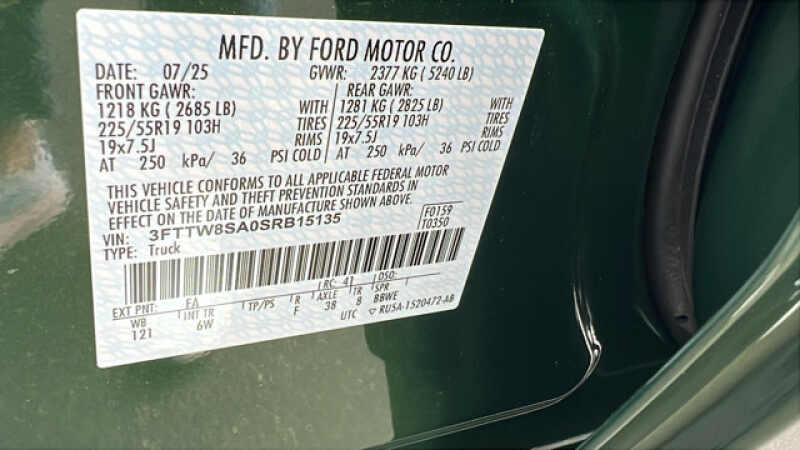 MFD. BY FORD MOTOR CO.
DATE: 07/25 GVWR: 2377 KG ( 5240 LB)
FRONT GAWR: REAR GAWR:
1218 KG ( 2685 LB) WITH 1281 KG ( 2825 LB) WITH
225/55R19 103H TIRES 225/55R19 103H TIRES
19x7.5J RIMS 19x7.5J RIMS
AT 250 kPa/ 36 PSI COLD AT 250 kPa/ 36 PSI COLD
THIS VEHICLE CONFORMS TO ALL APPLICABLE FEDERAL MOTOR
VEHICLE SAFETY AND THEFT PREVENTION STANDARDS IN
EFFECT ON THE DATE OF MANUFACTURE SHOWN ABOVE.
VIN: 3FTTW8SA0SRB15135 F0159
TYPE: Truck T0350
EXT PNT: EA RC: 41 DSO:
WB INT TR TP/PS R AXLE TR SPR
121 6W F 38 8 BBWE
UTC ▽ RU5A-1520472-AB